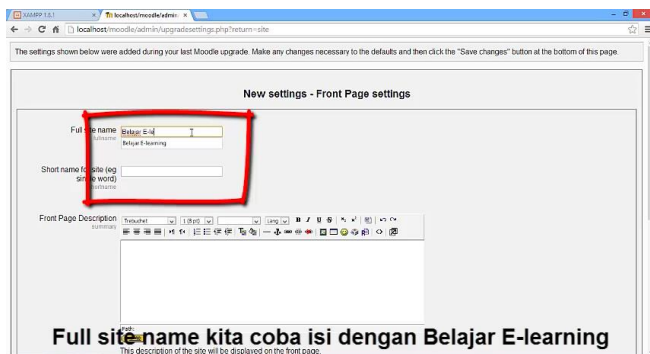 XAMPP 1.8.1
localhost/moodle/admin/
localhost/moodle/admin/upgradesettings.php?return=site
The settings shown below were added during your last Moodle upgrade. Make any changes necessary to the defaults and then click the "Save changes" button at the bottom of this page.
New settings - Front Page settings
Full site name
fullname
Belajar E-le
Belajar E-learning
Short name for site (eg
single word)
shortname
Front Page Description
summary
Trebuchet 1 (8 pt) Lang B I U S
Path:
Full site name kita coba isi dengan Belajar E-learning
This description of the site will be displayed on the front page.